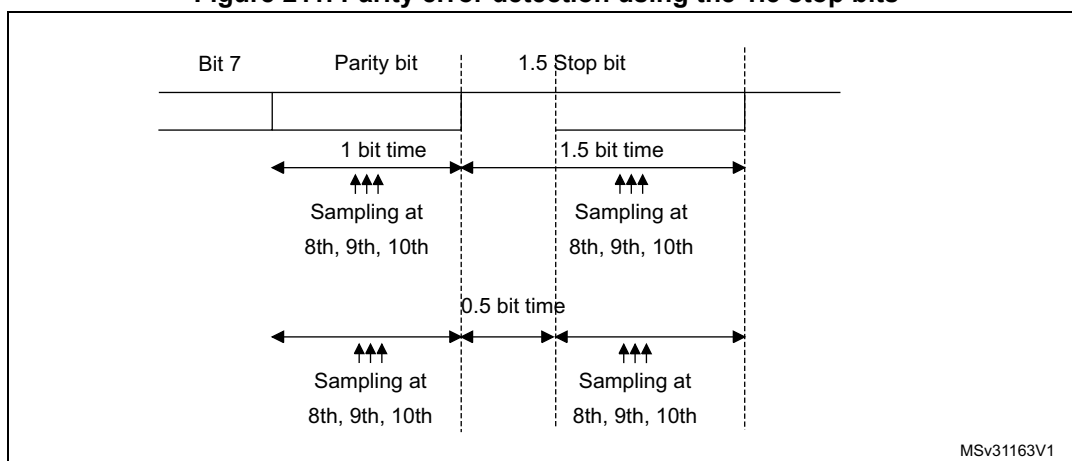 Figure Parity error detection using the 1.5 stop bits
Bit 7 Parity bit 1.5 Stop bit
1 bit time 1.5 bit time
Sampling at Sampling at
8th, 9th, 10th 8th, 9th, 10th
0.5 bit time
Sampling at Sampling at
8th, 9th, 10th 8th, 9th, 10th
MSv31163V1